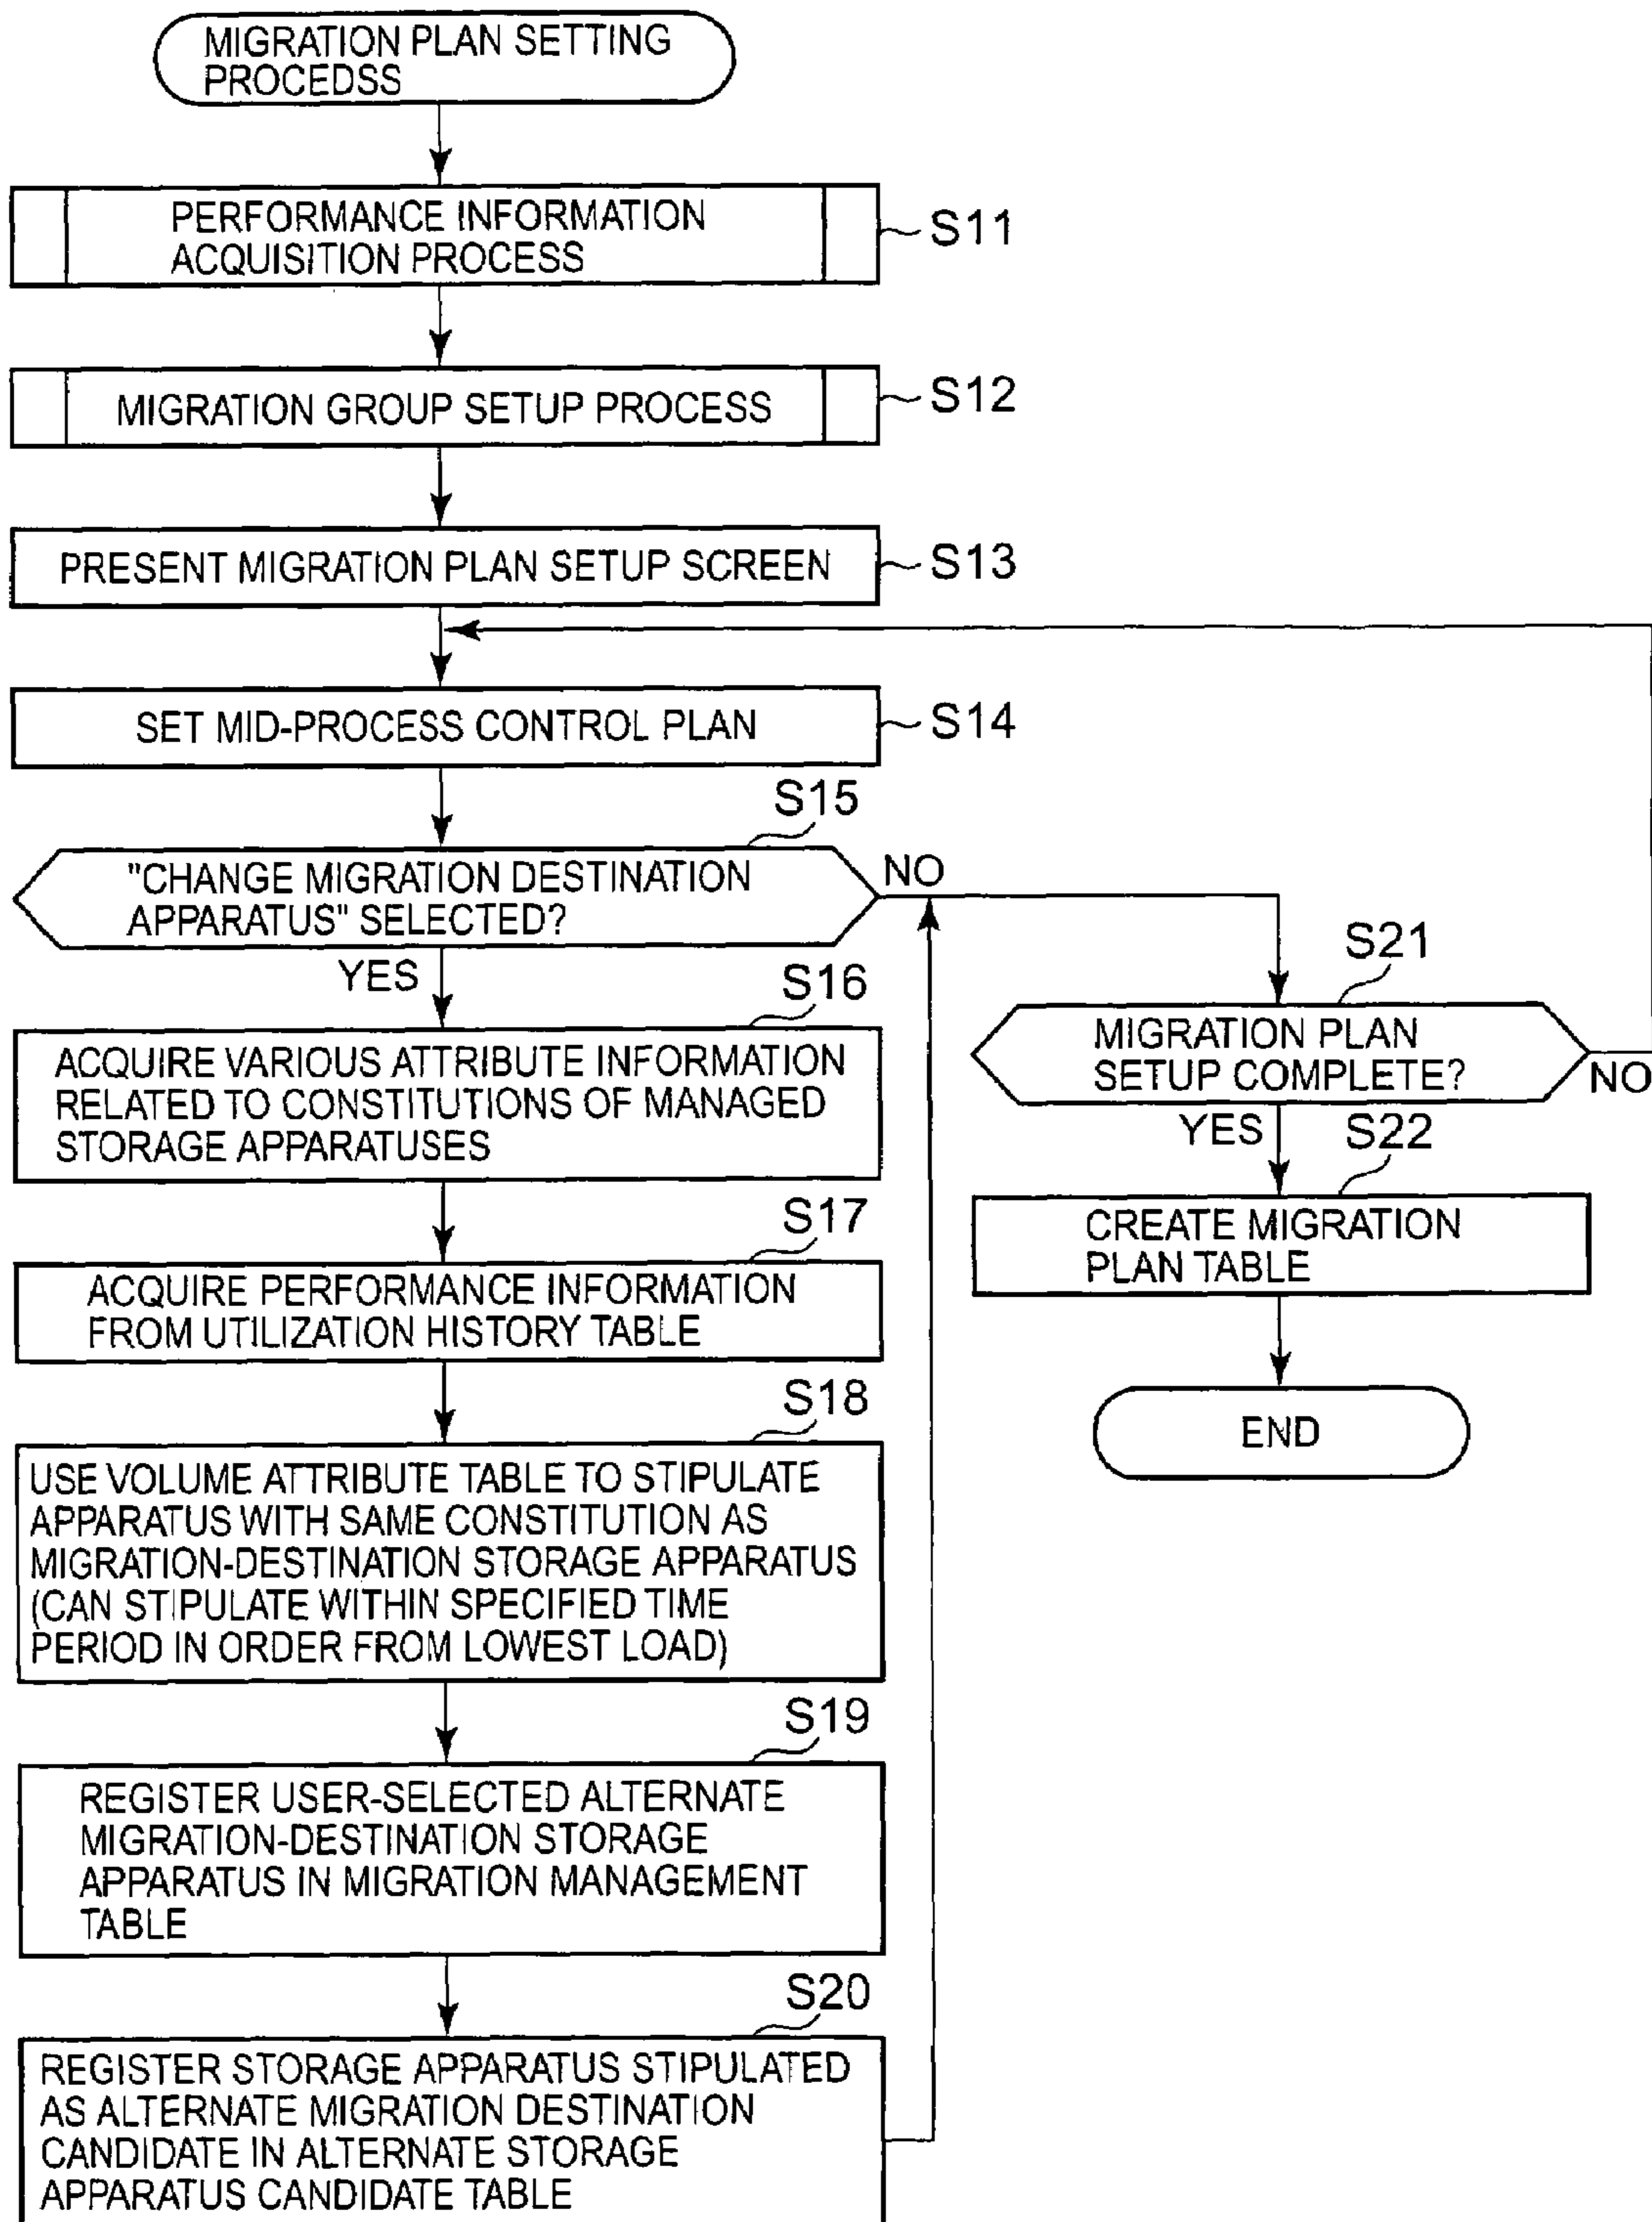 MIGRATION PLAN SETTING
PROCEDSS
PERFORMANCE INFORMATION
ACQUISITION PROCESS
S11
MIGRATION GROUP SETUP PROCESS
S12
PRESENT MIGRATION PLAN SETUP SCREEN
S13
SET MID-PROCESS CONTROL PLAN
S14
S15
"CHANGE MIGRATION DESTINATION
APPARATUS" SELECTED?
NO
YES
S16
ACQUIRE VARIOUS ATTRIBUTE INFORMATION
RELATED TO CONSTITUTIONS OF MANAGED
STORAGE APPARATUSES
S17
ACQUIRE PERFORMANCE INFORMATION
FROM UTILIZATION HISTORY TABLE
S18
USE VOLUME ATTRIBUTE TABLE TO STIPULATE
APPARATUS WITH SAME CONSTITUTION AS
MIGRATION-DESTINATION STORAGE APPARATUS
(CAN STIPULATE WITHIN SPECIFIED TIME
PERIOD IN ORDER FROM LOWEST LOAD)
S19
REGISTER USER-SELECTED ALTERNATE
MIGRATION-DESTINATION STORAGE
APPARATUS IN MIGRATION MANAGEMENT
TABLE
S20
REGISTER STORAGE APPARATUS STIPULATED
AS ALTERNATE MIGRATION DESTINATION
CANDIDATE IN ALTERNATE STORAGE
APPARATUS CANDIDATE TABLE
S21
MIGRATION PLAN
SETUP COMPLETE?
NO
YES
S22
CREATE MIGRATION
PLAN TABLE
END